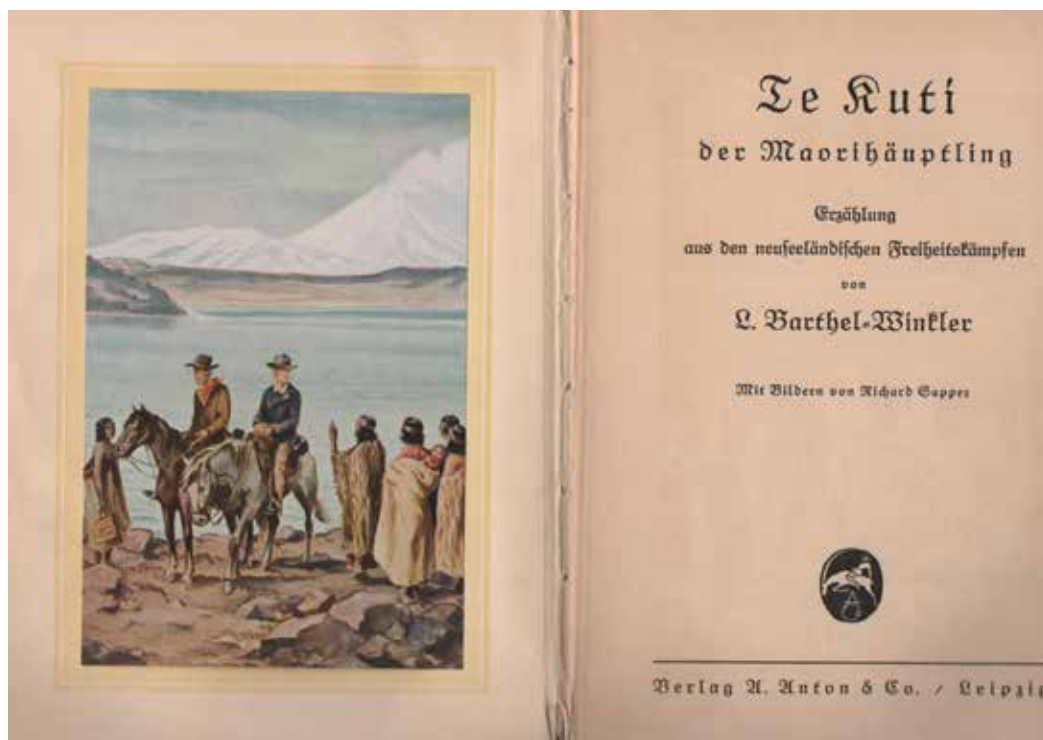 Te Kuti
der Maorihäuptling
Erzählung
aus den neuseeländischen Freiheitskämpfen
von
L. Barthel-Winkler
Mit Bildern von Richard Sapper
Verlag A. Anton & Co. / Leipzig